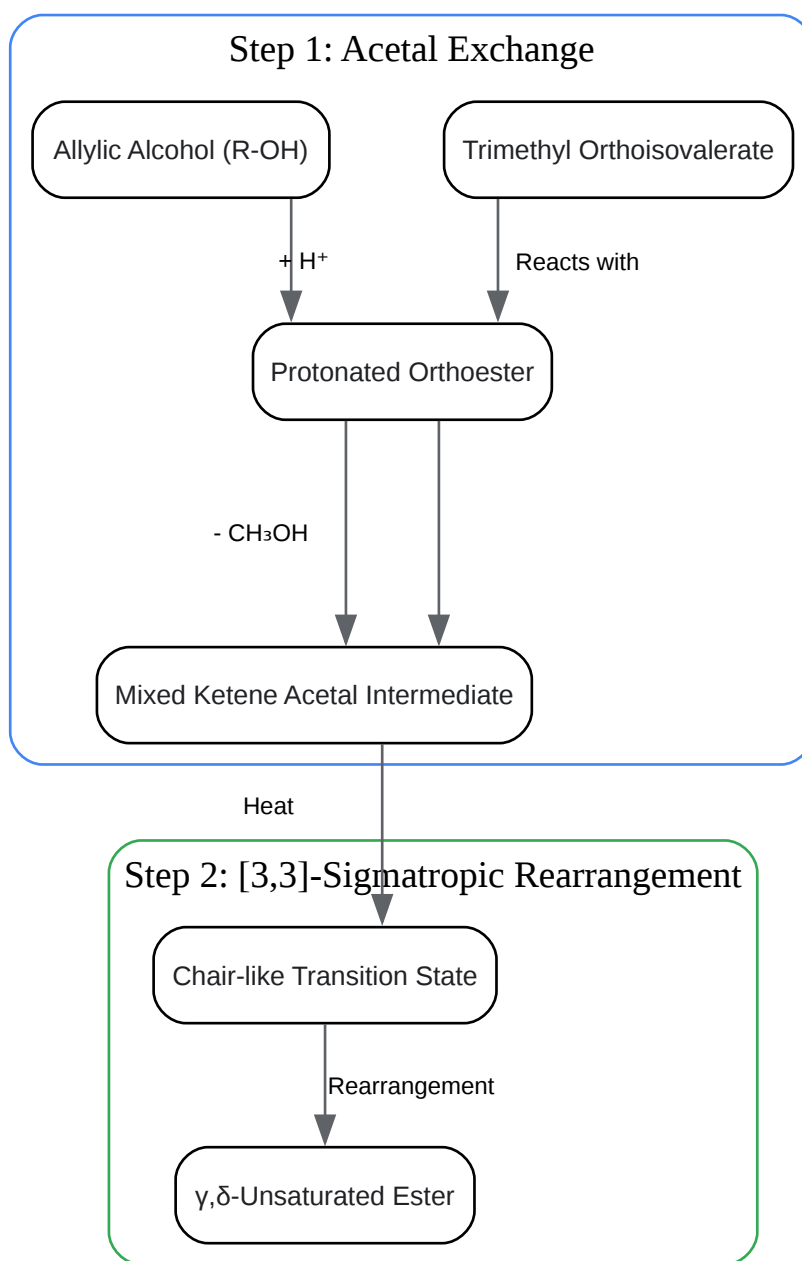 Step 1: Acetal Exchange
Allylic Alcohol (R-OH)
Trimethyl Orthoisovalerate
+ H⁺
Reacts with
Protonated Orthoester
- CH₃OH
Mixed Ketene Acetal Intermediate
Heat
Step 2: [3,3]-Sigmatropic Rearrangement
Chair-like Transition State
Rearrangement
γ,δ-Unsaturated Ester